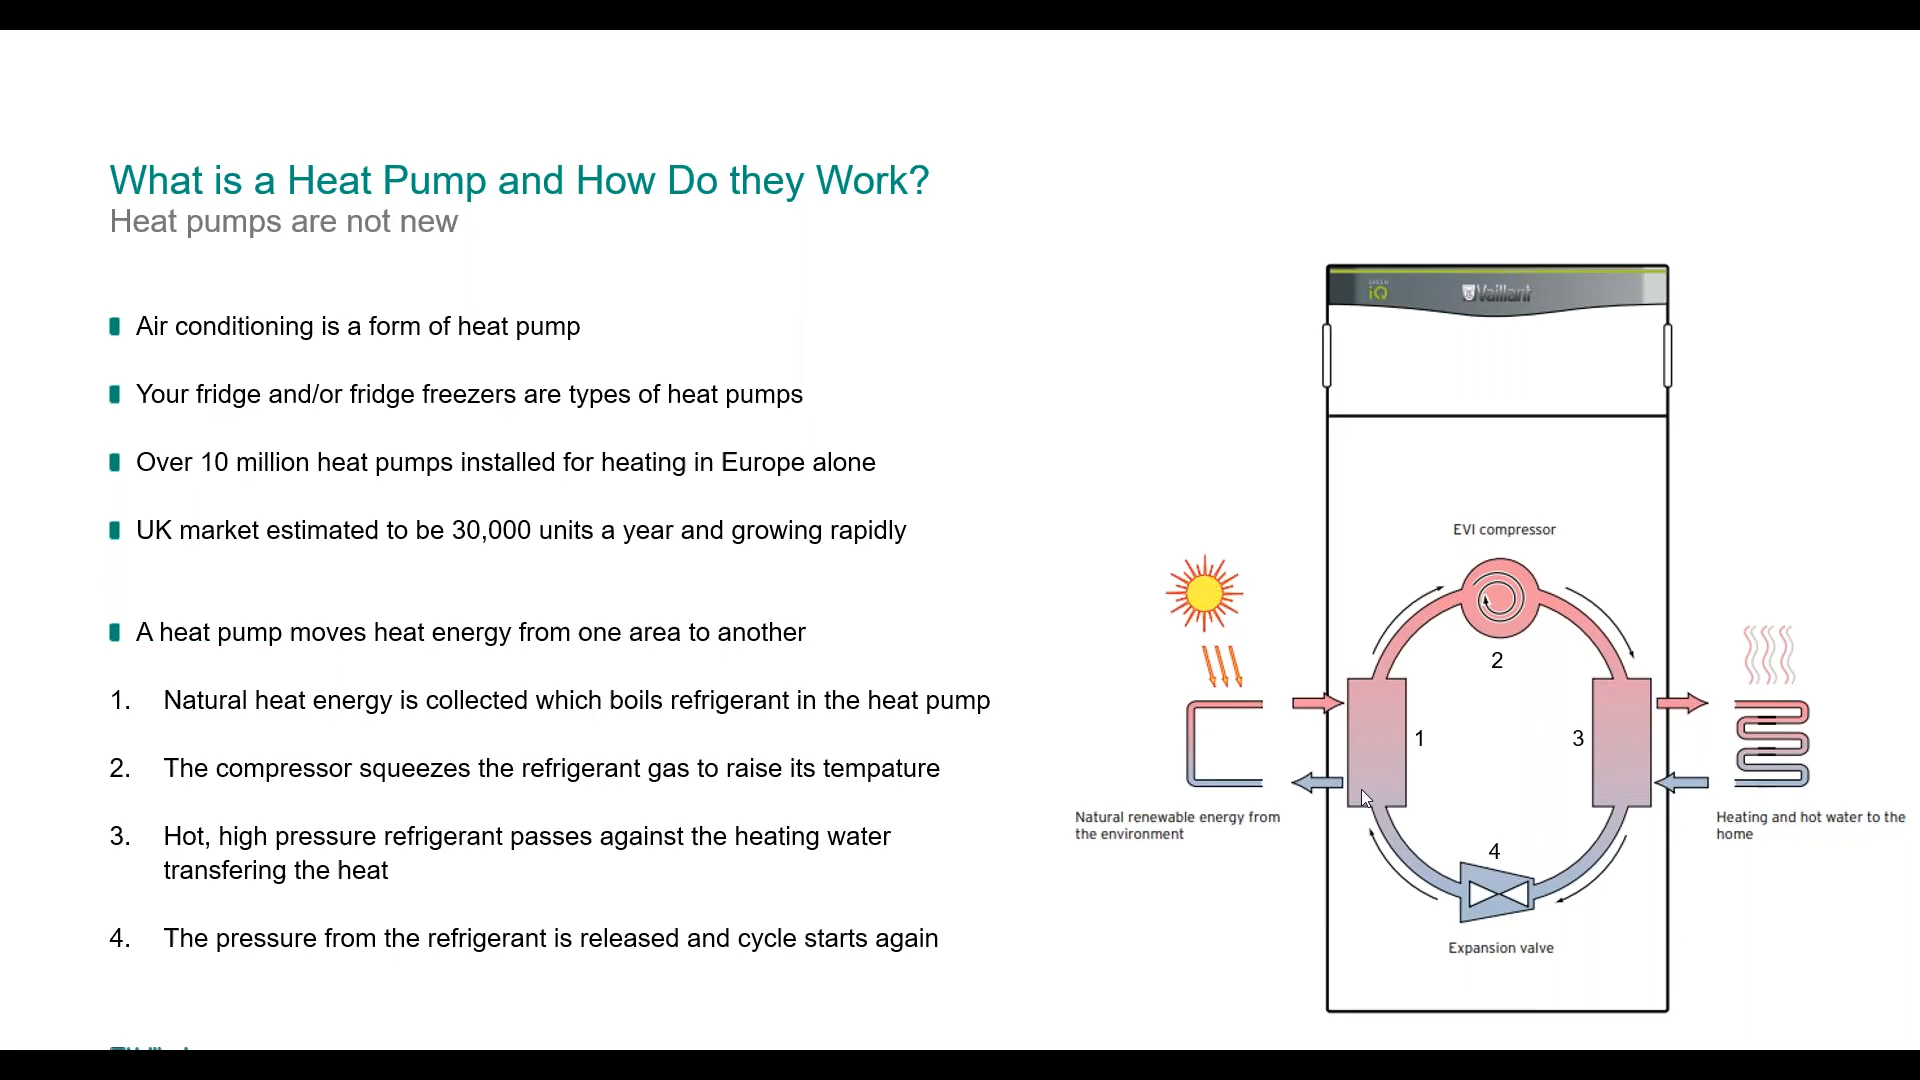 What is a Heat Pump and How Do they Work?
Heat pumps are not new
Air conditioning is a form of heat pump
Your fridge and/or fridge freezers are types of heat pumps
Over 10 million heat pumps installed for heating in Europe alone
UK market estimated to be 30,000 units a year and growing rapidly
A heat pump moves heat energy from one area to another
1. Natural heat energy is collected which boils refrigerant in the heat pump
2. The compressor squeezes the refrigerant gas to raise its tempature
3. Hot, high pressure refrigerant passes against the heating water
transfering the heat
4. The pressure from the refrigerant is released and cycle starts again
iQ
Vaillant
EVI compressor
2
1
3
Natural renewable energy from
the environment
Heating and hot water to the
home
4
Expansion valve